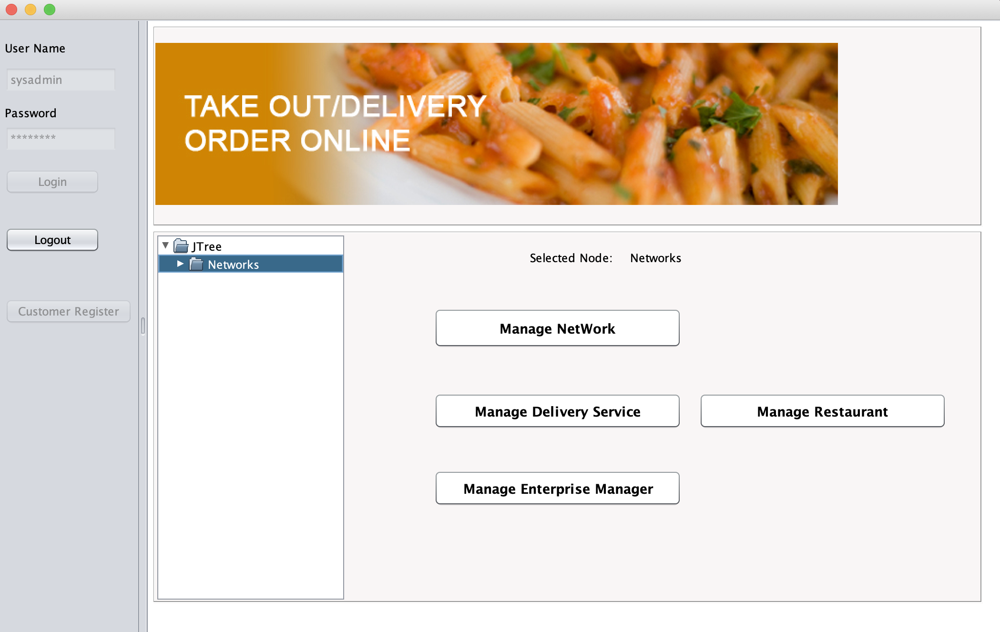 User Name
sysadmin
Password
********
Login
Logout
Customer Register
TAKE OUT/DELIVERY
ORDER ONLINE
JTree
Networks
Selected Node: Networks
Manage NetWork
Manage Delivery Service
Manage Restaurant
Manage Enterprise Manager